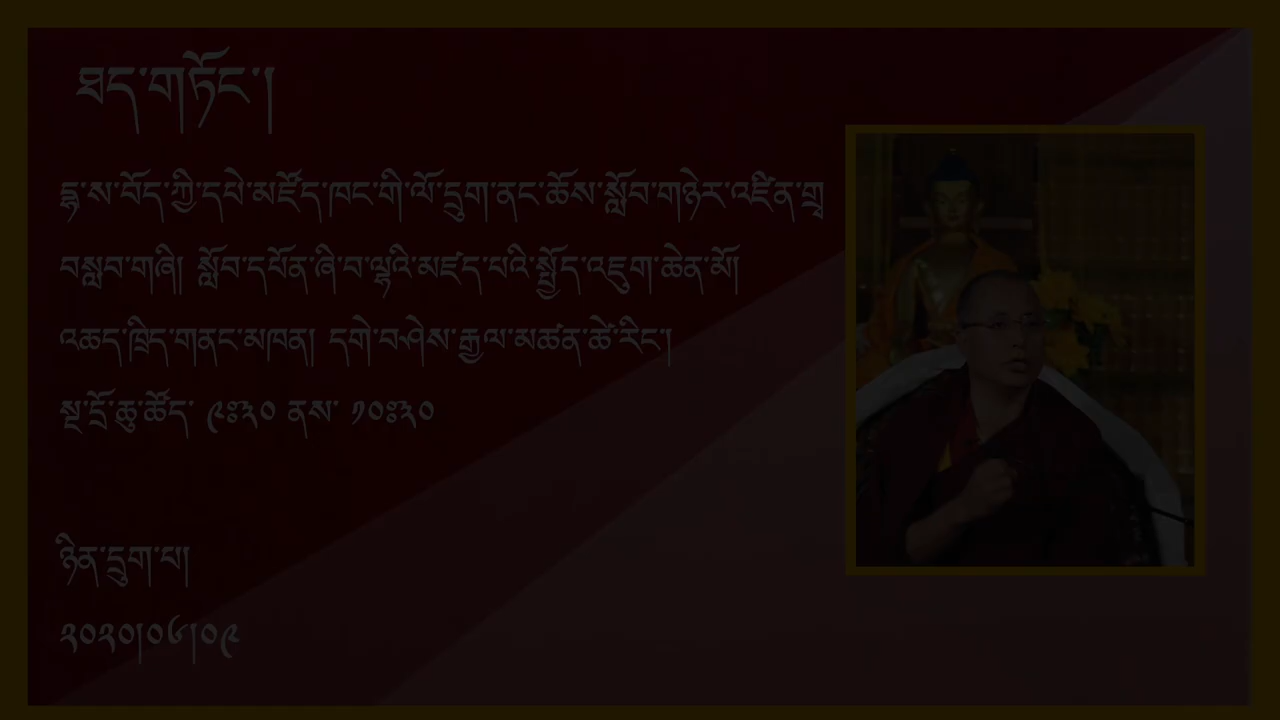 ཐད་གཏོང་།
རྡ་ས་བོད་ཀྱི་དཔེ་མཛོད་ཁང་གི་ལོ་དྲུག་ནང་ཆོས་སློབ་གཉེར་འཛིན་གྲྭ
བསླབ་གཞི། སློབ་དཔོན་ཞི་བ་ལྷའི་མཛད་པའི་སྤྱོད་འཇུག་ཆེན་མོ།
འཆད་ཁྲིད་གནང་མཁན། དགེ་བཤེས་རྒྱལ་མཚན་ཚེ་རིང་།
སྔ་དྲོ་ཆུ་ཚོད་ ༩ཿ༣༠ ནས་ ༡༠ཿ༣༠
ཉིན་དྲུག་པ།
༢༠༢༠།༠༦།༠༩